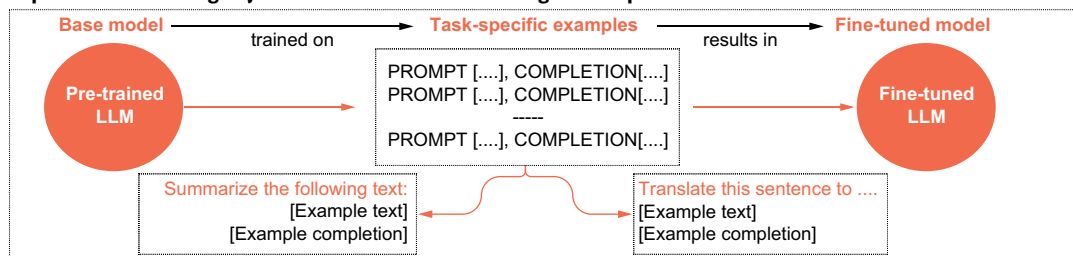 Base model
trained on
Task-specific examples
results in
Fine-tuned model
Pre-trained
LLM
PROMPT [....], COMPLETION[....]
PROMPT [....], COMPLETION[....]
-----
PROMPT [....], COMPLETION[....]
Fine-tuned
LLM
Summarize the following text:
[Example text]
[Example completion]
Translate this sentence to ....
[Example text]
[Example completion]